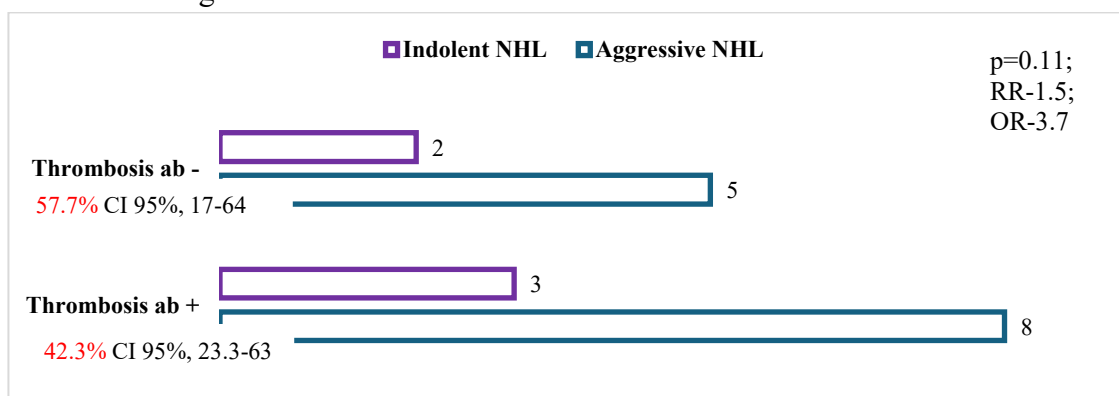 Indolent NHL Aggressive NHL
p=0.11;
RR-1.5;
OR-3.7
2
Thrombosis ab -
5
57.7% CI 95%, 17-64
3
Thrombosis ab +
8
42.3% CI 95%, 23.3-63